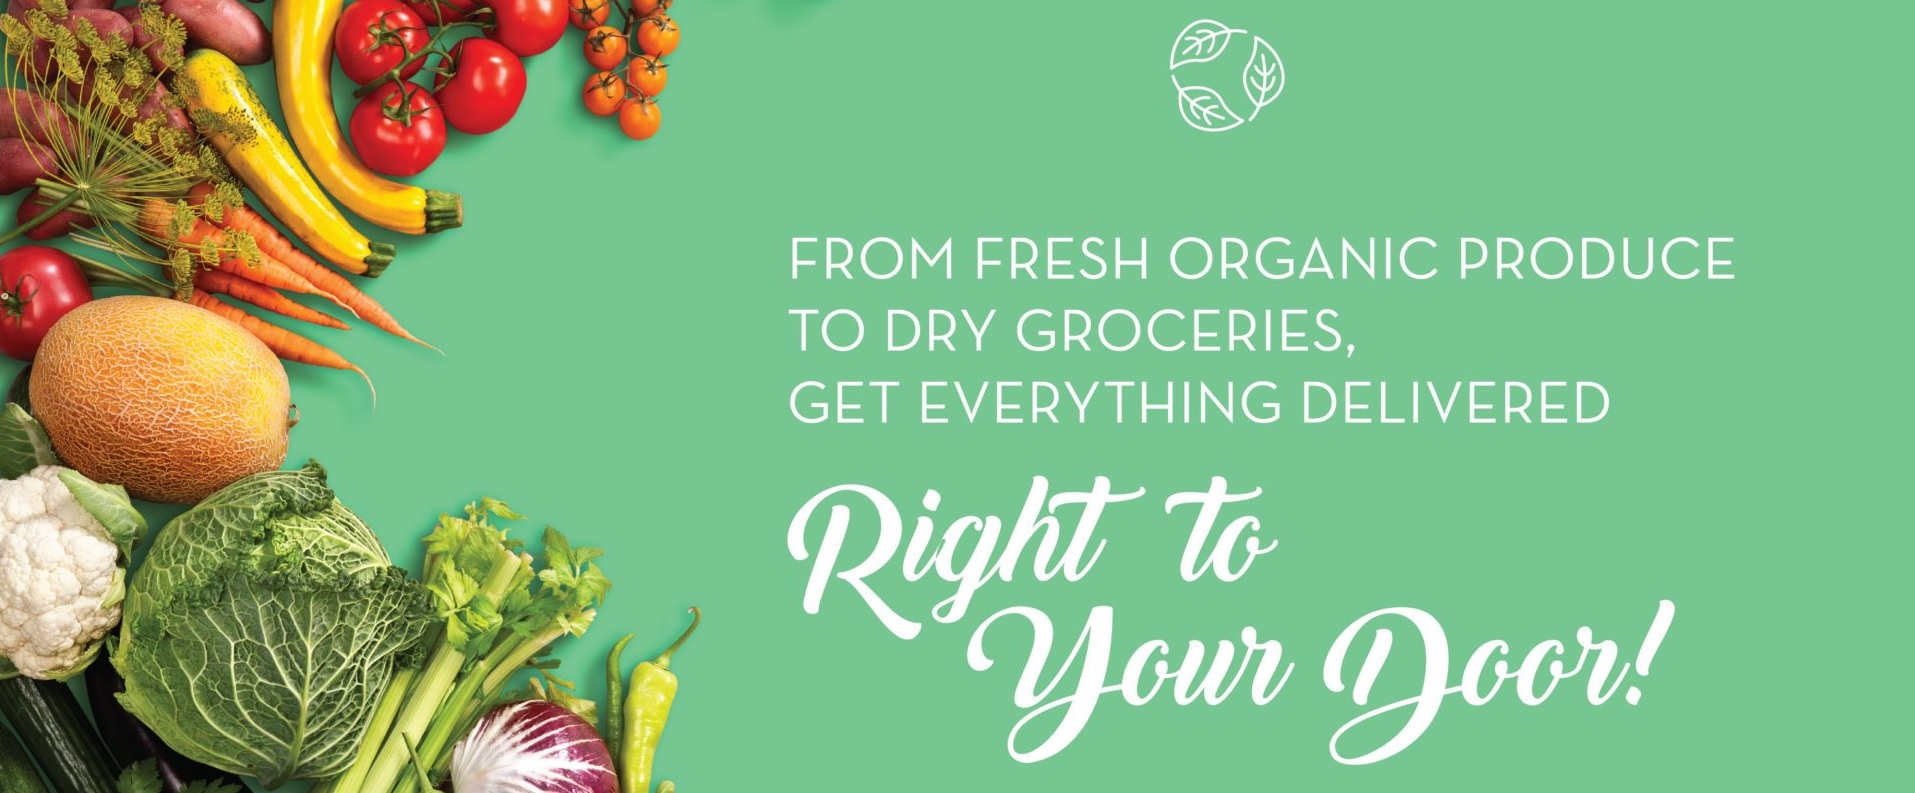 FROM FRESH ORGANIC PRODUCE
TO DRY GROCERIES,
GET EVERYTHING DELIVERED
Right to
Your Door!